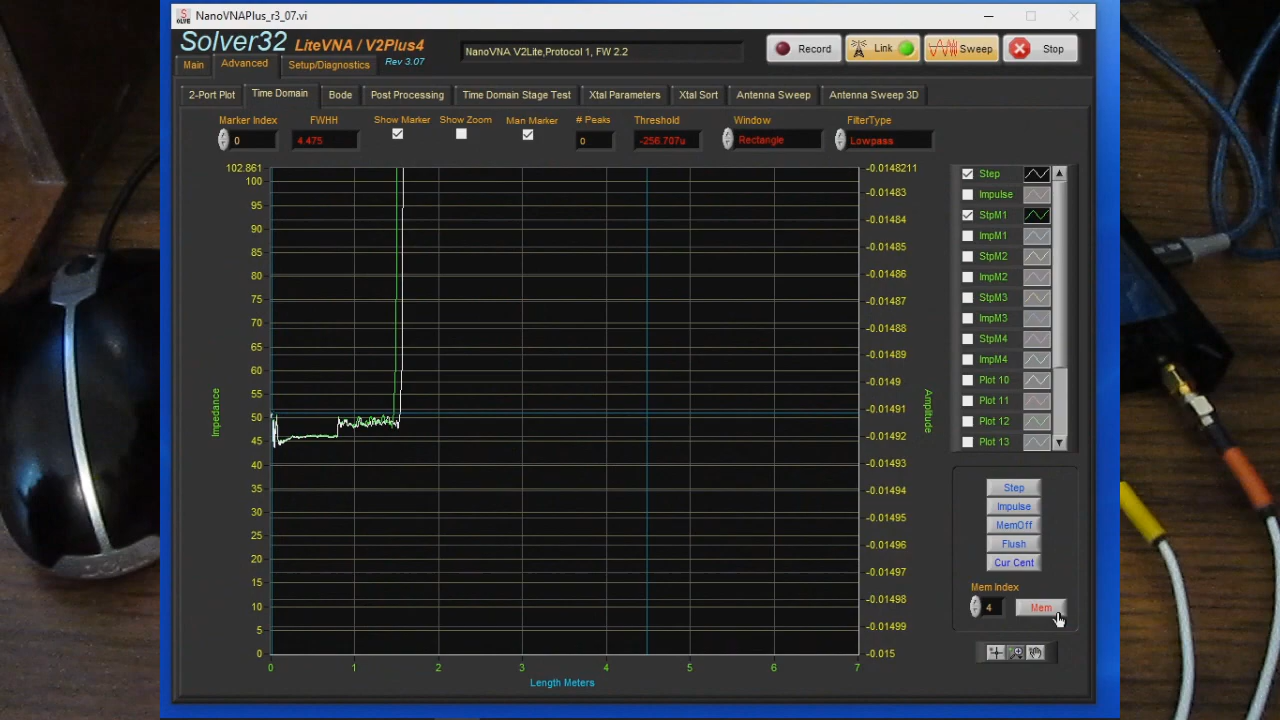 NanoVNAPlus_r3_07.vi
Solver32 LiteVNA / V2Plus4
Rev 3.07
NanoVNA V2Lite,Protocol 1, FW 2.2
Record Link Sweep Stop
Main Advanced Setup/Diagnostics
2-Port Plot Time Domain Bode Post Processing Time Domain Stage Test Xtal Parameters Xtal Sort Antenna Sweep Antenna Sweep 3D
Marker Index FWHH Show Marker Show Zoom Man Marker # Peaks Threshold Window FilterType
0 4.475 0 -256.707u Rectangle Lowpass
102.861
100
95
90
85
80
75
70
65
60
55
50
45
40
35
30
25
20
15
10
5
0
Impedance
0 1 2 3 4 5 6 7
Length Meters
-0.0148211
-0.01483
-0.01484
-0.01485
-0.01486
-0.01487
-0.01488
-0.01489
-0.0149
-0.01491
-0.01492
-0.01493
-0.01494
-0.01495
-0.01496
-0.01497
-0.01498
-0.01499
-0.015
Amplitude
Step
Impulse
StpM1
ImpM1
StpM2
ImpM2
StpM3
ImpM3
StpM4
ImpM4
Plot 10
Plot 11
Plot 12
Plot 13
Step
Impulse
MemOff
Flush
Cur Cent
Mem Index
4 Mem